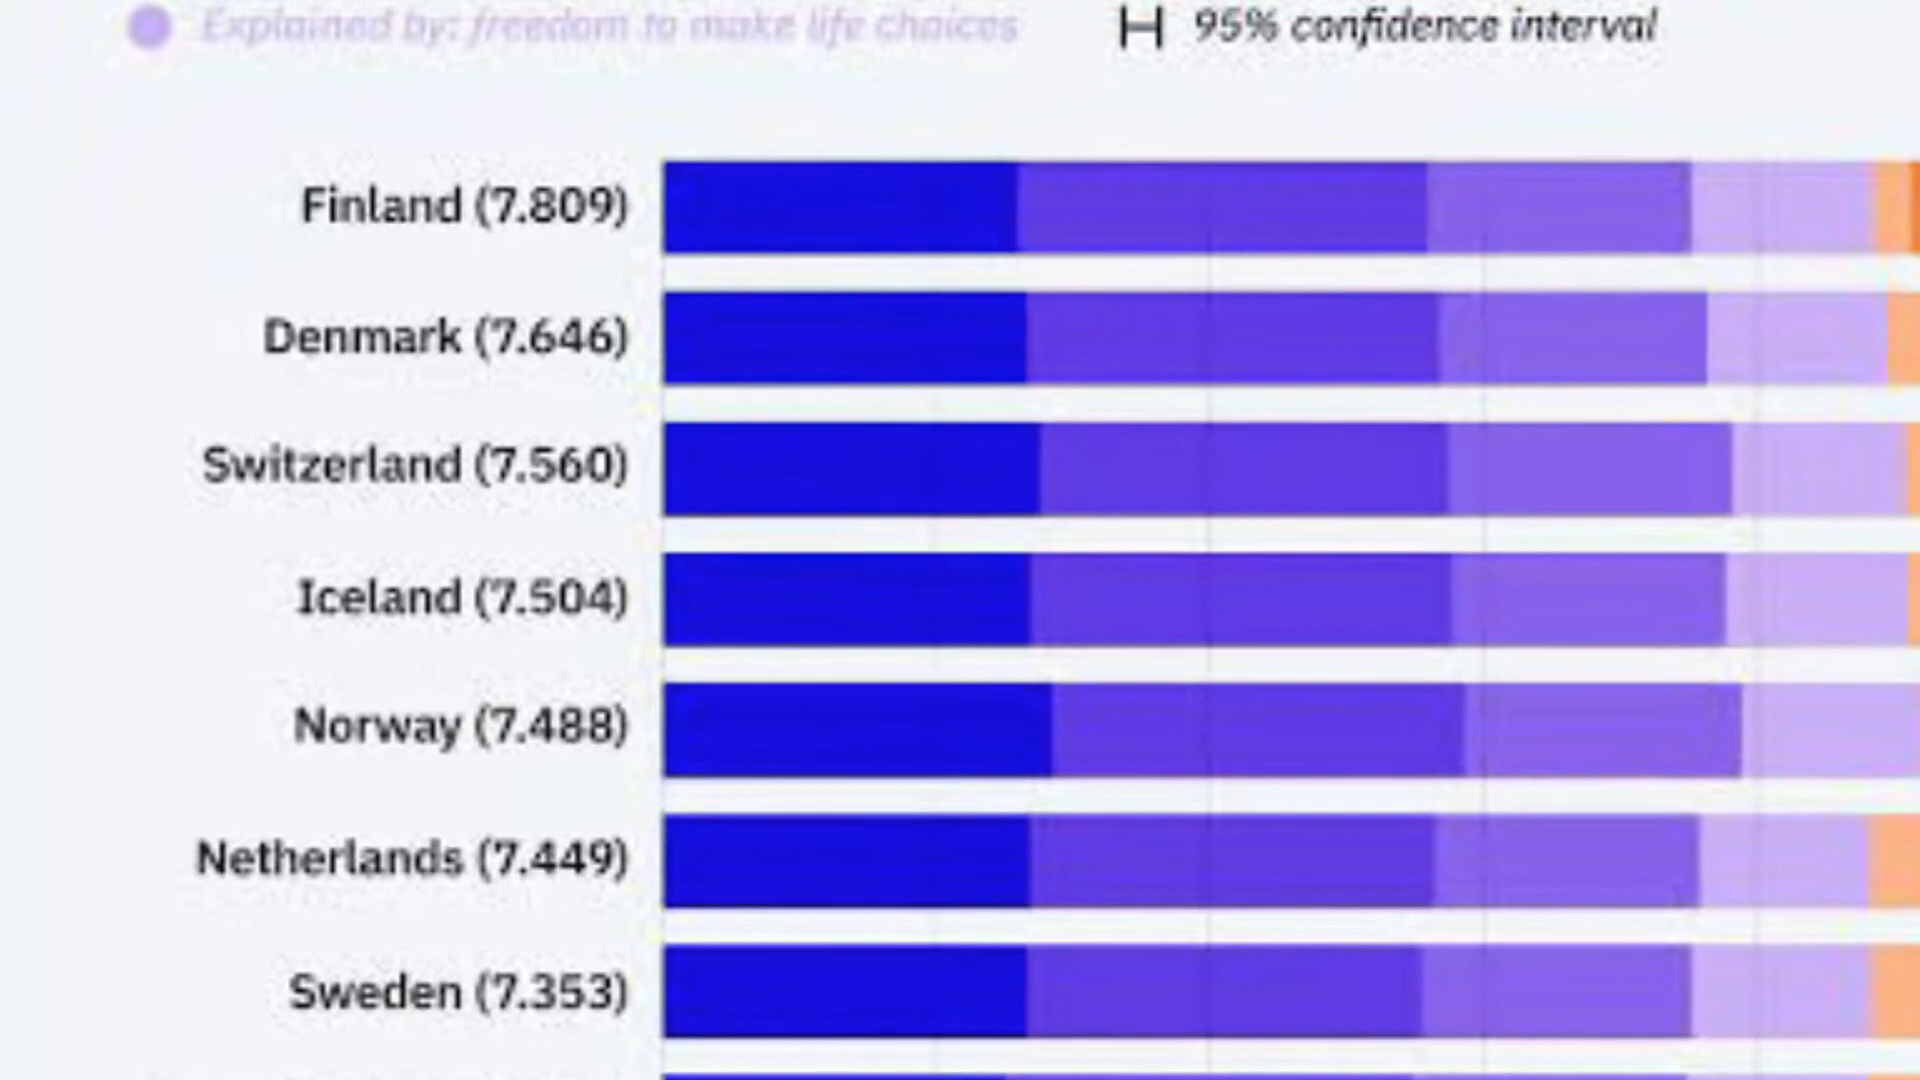 Explained by: freedom to make life choices 95% confidence interval
Finland (7.809)
Denmark (7.646)
Switzerland (7.560)
Iceland (7.504)
Norway (7.488)
Netherlands (7.449)
Sweden (7.353)